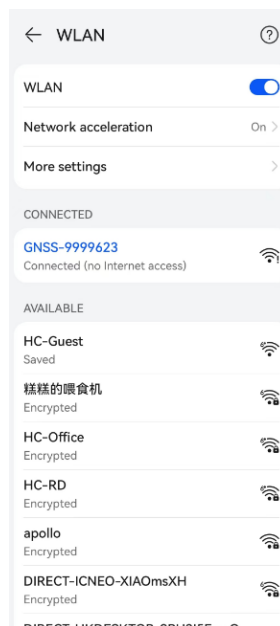 WLAN
WLAN
Network acceleration On
More settings
CONNECTED
GNSS-9999623
Connected (no Internet access)
AVAILABLE
HC-Guest
Saved
糕糕的喂食机
Encrypted
HC-Office
Encrypted
HC-RD
Encrypted
apollo
Encrypted
DIRECT-ICNEO-XIAOmsXH
Encrypted